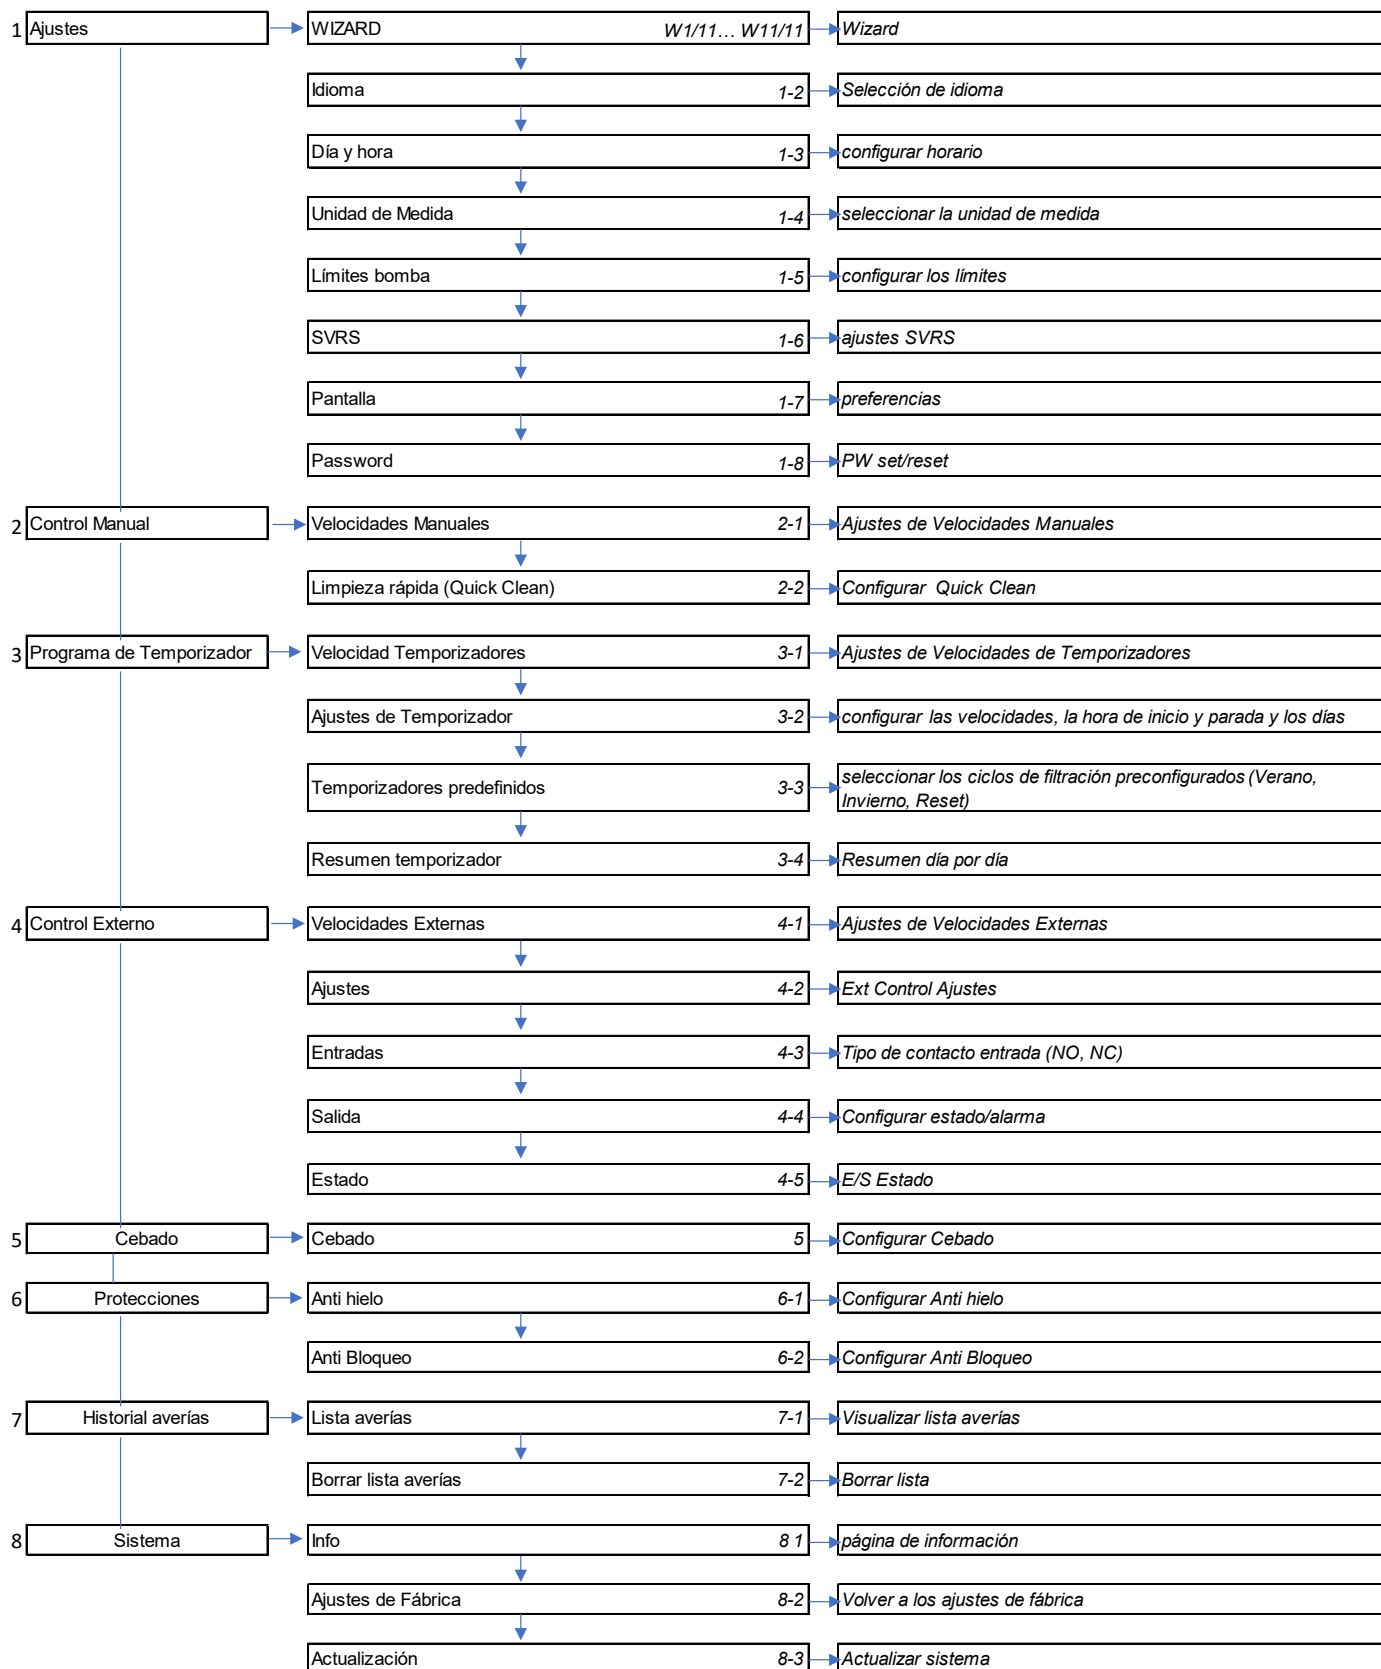 1 Ajustes WIZARD W1/11… W11/11 Wizard
Idioma 1-2 Selección de idioma
Día y hora 1-3 configurar horario
Unidad de Medida 1-4 seleccionar la unidad de medida
Límites bomba 1-5 configurar los límites
SVRS 1-6 ajustes SVRS
Pantalla 1-7 preferencias
Password 1-8 PW set/reset
2 Control Manual Velocidades Manuales 2-1 Ajustes de Velocidades Manuales
Limpieza rápida (Quick Clean) 2-2 Configurar Quick Clean
3 Programa de Temporizador Velocidad Temporizadores 3-1 Ajustes de Velocidades de Temporizadores
Ajustes de Temporizador 3-2 configurar las velocidades, la hora de inicio y parada y los días
Temporizadores predefinidos 3-3 seleccionar los ciclos de filtración preconfigurados (Verano,
Invierno, Reset)
Resumen temporizador 3-4 Resumen día por día
4 Control Externo Velocidades Externas 4-1 Ajustes de Velocidades Externas
Ajustes 4-2 Ext Control Ajustes
Entradas 4-3 Tipo de contacto entrada (NO, NC)
Salida 4-4 Configurar estado/alarma
Estado 4-5 E/S Estado
5 Cebado Cebado 5 Configurar Cebado
6 Protecciones Anti hielo 6-1 Configurar Anti hielo
Anti Bloqueo 6-2 Configurar Anti Bloqueo
7 Historial averías Lista averías 7-1 Visualizar lista averías
Borrar lista averías 7-2 Borrar lista
8 Sistema Info 8 1 página de información
Ajustes de Fábrica 8-2 Volver a los ajustes de fábrica
Actualización 8-3 Actualizar sistema